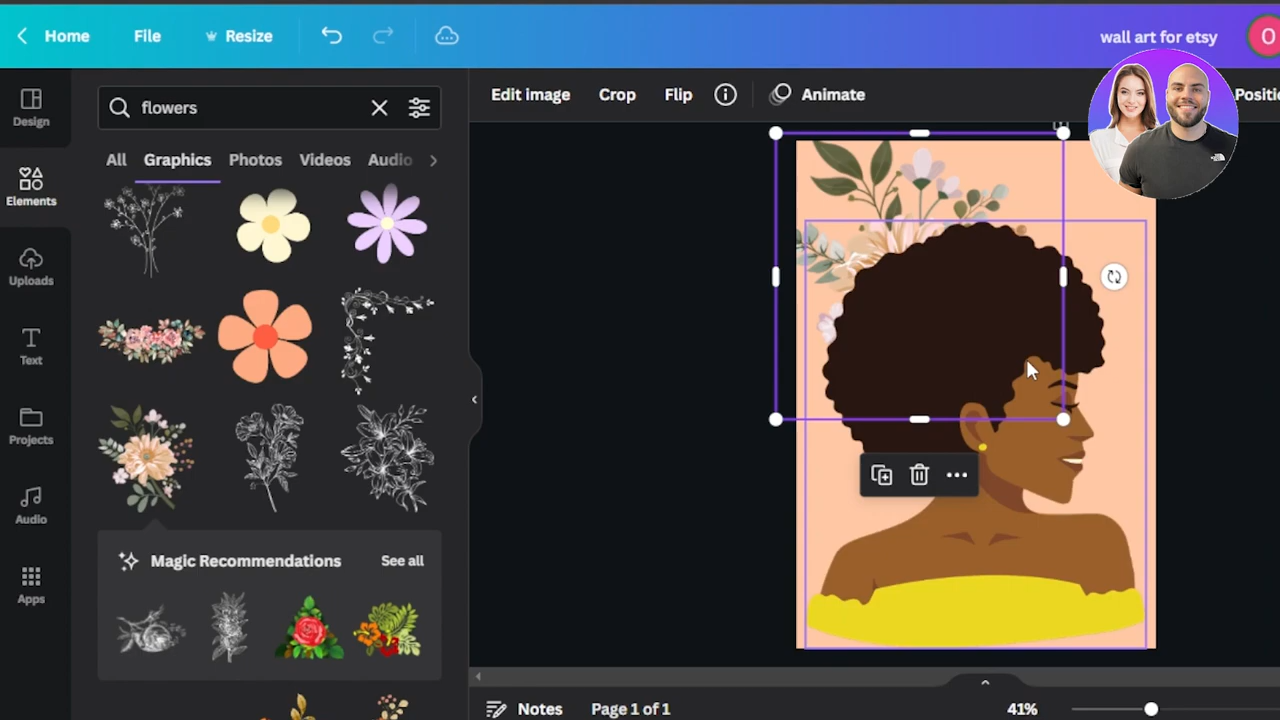 Home File Resize wall art for etsy O
Design
flowers
Edit image Crop Flip Animate
All Graphics Photos Videos Audio
Elements
Uploads
Text
Projects
Audio
Magic Recommendations See all
Apps
Notes Page 1 of 1 41%